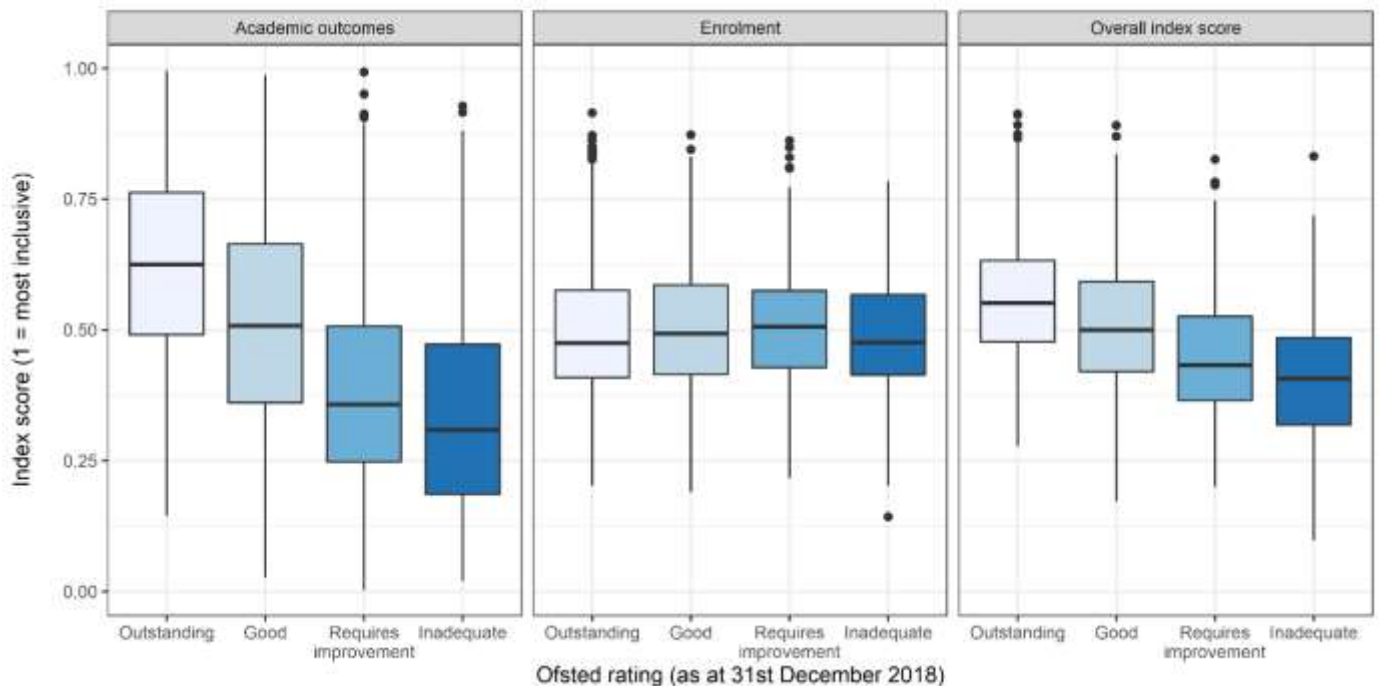 Academic outcomes
Enrolment
Overall index score
Index score (1 = most inclusive)
1.00
0.75
0.50
0.25
0.00
Outstanding
Good
Requires
improvement
Inadequate
Outstanding
Good
Requires
improvement
Inadequate
Outstanding
Good
Requires
improvement
Inadequate
Ofsted rating (as at 31st December 2018)